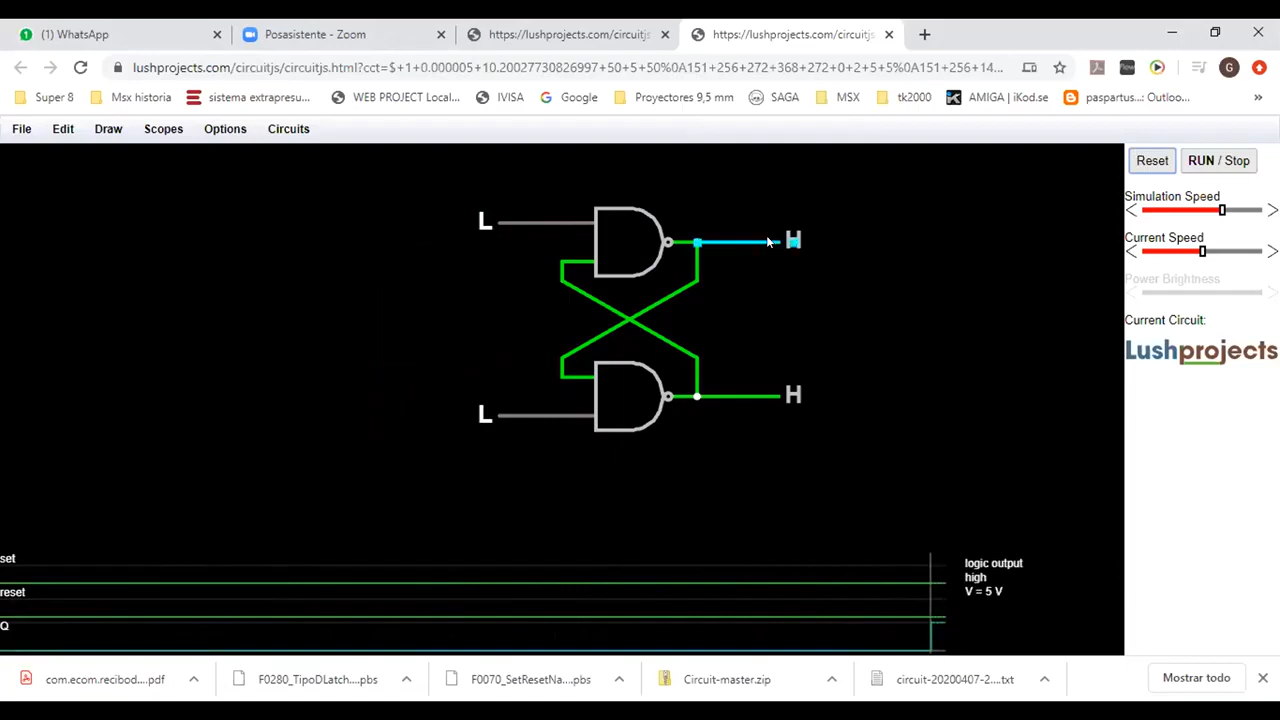 (1) WhatsApp
Posasistente - Zoom
https://lushprojects.com/circuitjs
https://lushprojects.com/circuitjs
lushprojects.com/circuitjs/circuitjs.html?cct=$+1+0.000005+10.20027730826997+50+5+50%0A151+256+272+368+272+0+2+5+5%0A151+256+14...
G
Super 8
Msx historia
sistema extrapresu...
WEB PROJECT Local...
IVISA
Google
Proyectores 9,5 mm
SAGA
MSX
tk2000
AMIGA | iKod.se
paspartus...: Outloo...
»
File
Edit
Draw
Scopes
Options
Circuits
Reset
RUN / Stop
Simulation Speed
Current Speed
Power Brightness
Current Circuit:
Lushprojects
L
H
L
H
set
reset
Q
logic output
high
V = 5 V
com.ecom.recibod....pdf
F0280_TipoDLatch....pbs
F0070_SetResetNa....pbs
Circuit-master.zip
circuit-20200407-2....txt
Mostrar todo